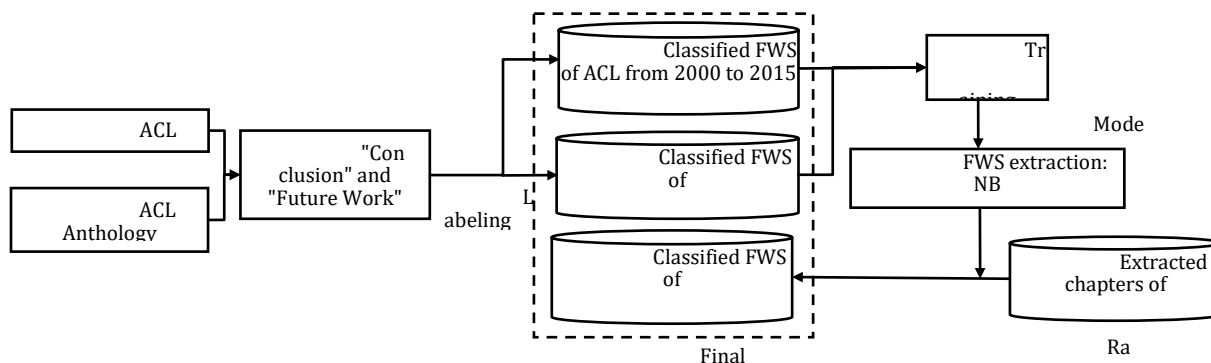 Classified FWS
of ACL from 2000 to 2015
Tr
aining
ACL
ACL
Anthology
"Con
clusion" and
"Future Work"
L
abeling
Classified FWS
of
Mode
FWS extraction:
NB
Classified FWS
of
Extracted
chapters of
Final
Ra